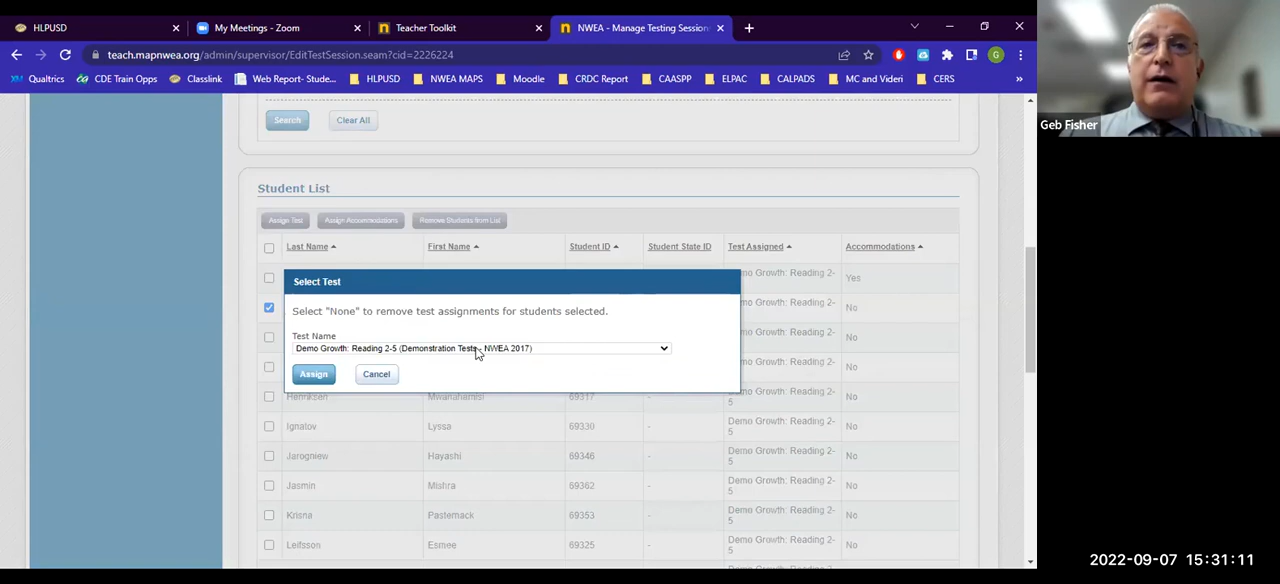 HLPUSD
My Meetings - Zoom
Teacher Toolkit
NWEA - Manage Testing Session
teach.mapnwea.org/admin/supervisor/EditTestSession.seam?cid=2226224
G
Qualtrics
CDE Train Opps
Classlink
Web Report- Stude...
HLPUSD
NWEA MAPS
Moodle
CRDC Report
CAASPP
ELPAC
CALPADS
MC and Videri
CERS
»
Geb Fisher
Search
Clear All
Student List
Assign Test
Assign Accommodations
Remove Students from List
Last Name
First Name
Student ID
Student State ID
Test Assigned
Accommodations
mo Growth: Reading 2-
Yes
Select Test
Select "None" to remove test assignments for students selected.
mo Growth: Reading 2-
No
Test Name
Demo Growth: Reading 2-5 (Demonstration Tests - NWEA 2017)
mo Growth: Reading 2-
No
Assign
Cancel
mo Growth: Reading 2-
No
Henriksen
Mwanahamisi
69317
-
Demo Growth: Reading 2-
5
No
Ignatov
Lyssa
69330
-
Demo Growth: Reading 2-
5
No
Jarogniew
Hayashi
69346
-
Demo Growth: Reading 2-
5
No
Jasmin
Mishra
69362
-
Demo Growth: Reading 2-
5
No
Krisna
Pasternack
69353
-
Demo Growth: Reading 2-
5
No
Leifsson
Esmee
69325
-
Demo Growth: Reading 2-
5
No
2022-09-07 15:31:11